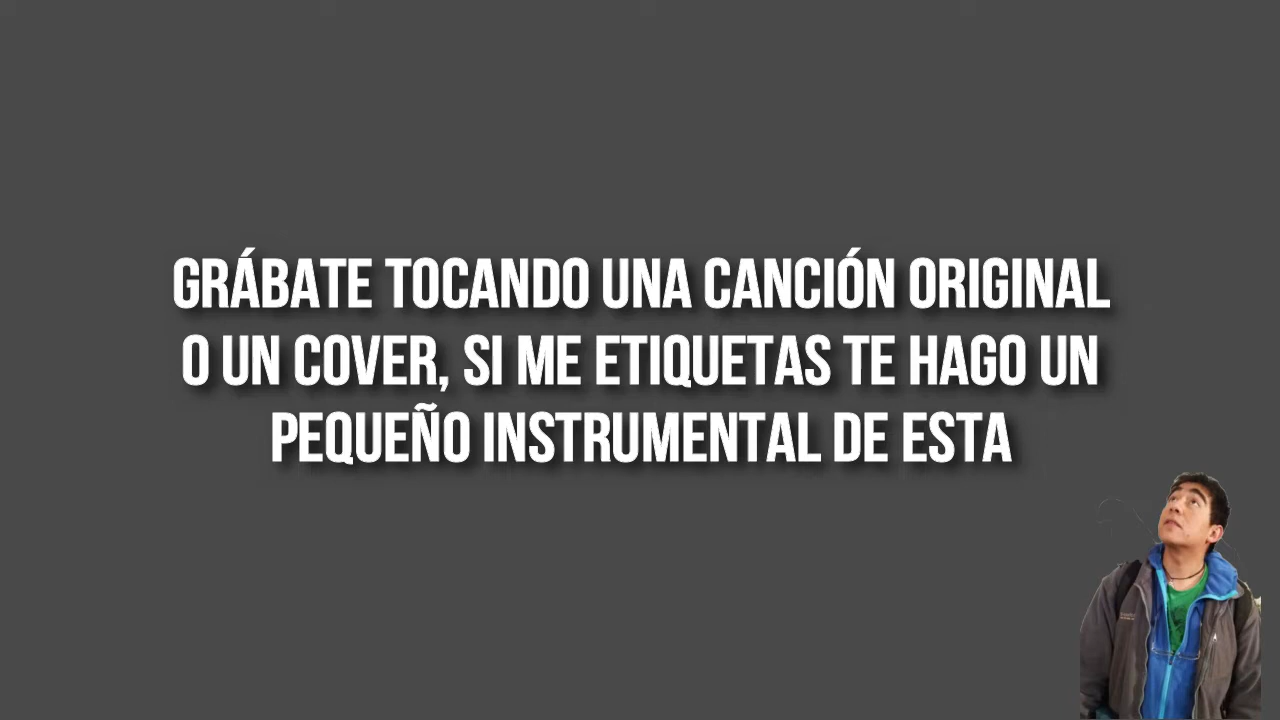 GRÁBATE TOCANDO UNA CANCIÓN ORIGINAL
O UN COVER, SI ME ETIQUETAS TE HAGO UN
PEQUEÑO INSTRUMENTAL DE ESTA